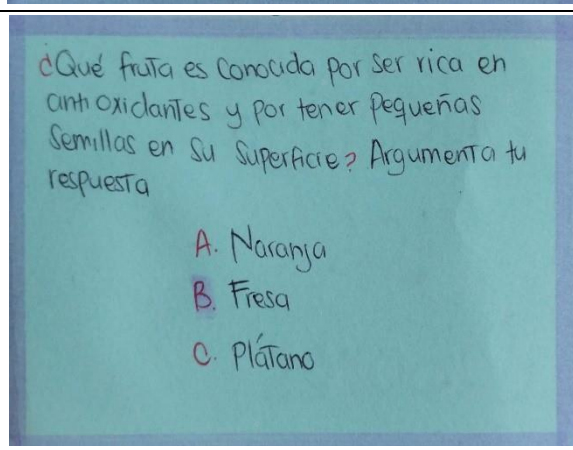 ¿Qué fruta es conocida por ser rica en
antioxidantes y por tener pequeñas
Semillas en su superficie? Argumenta tu
respuesta
A. Naranja
B. Fresa
C. Plátano